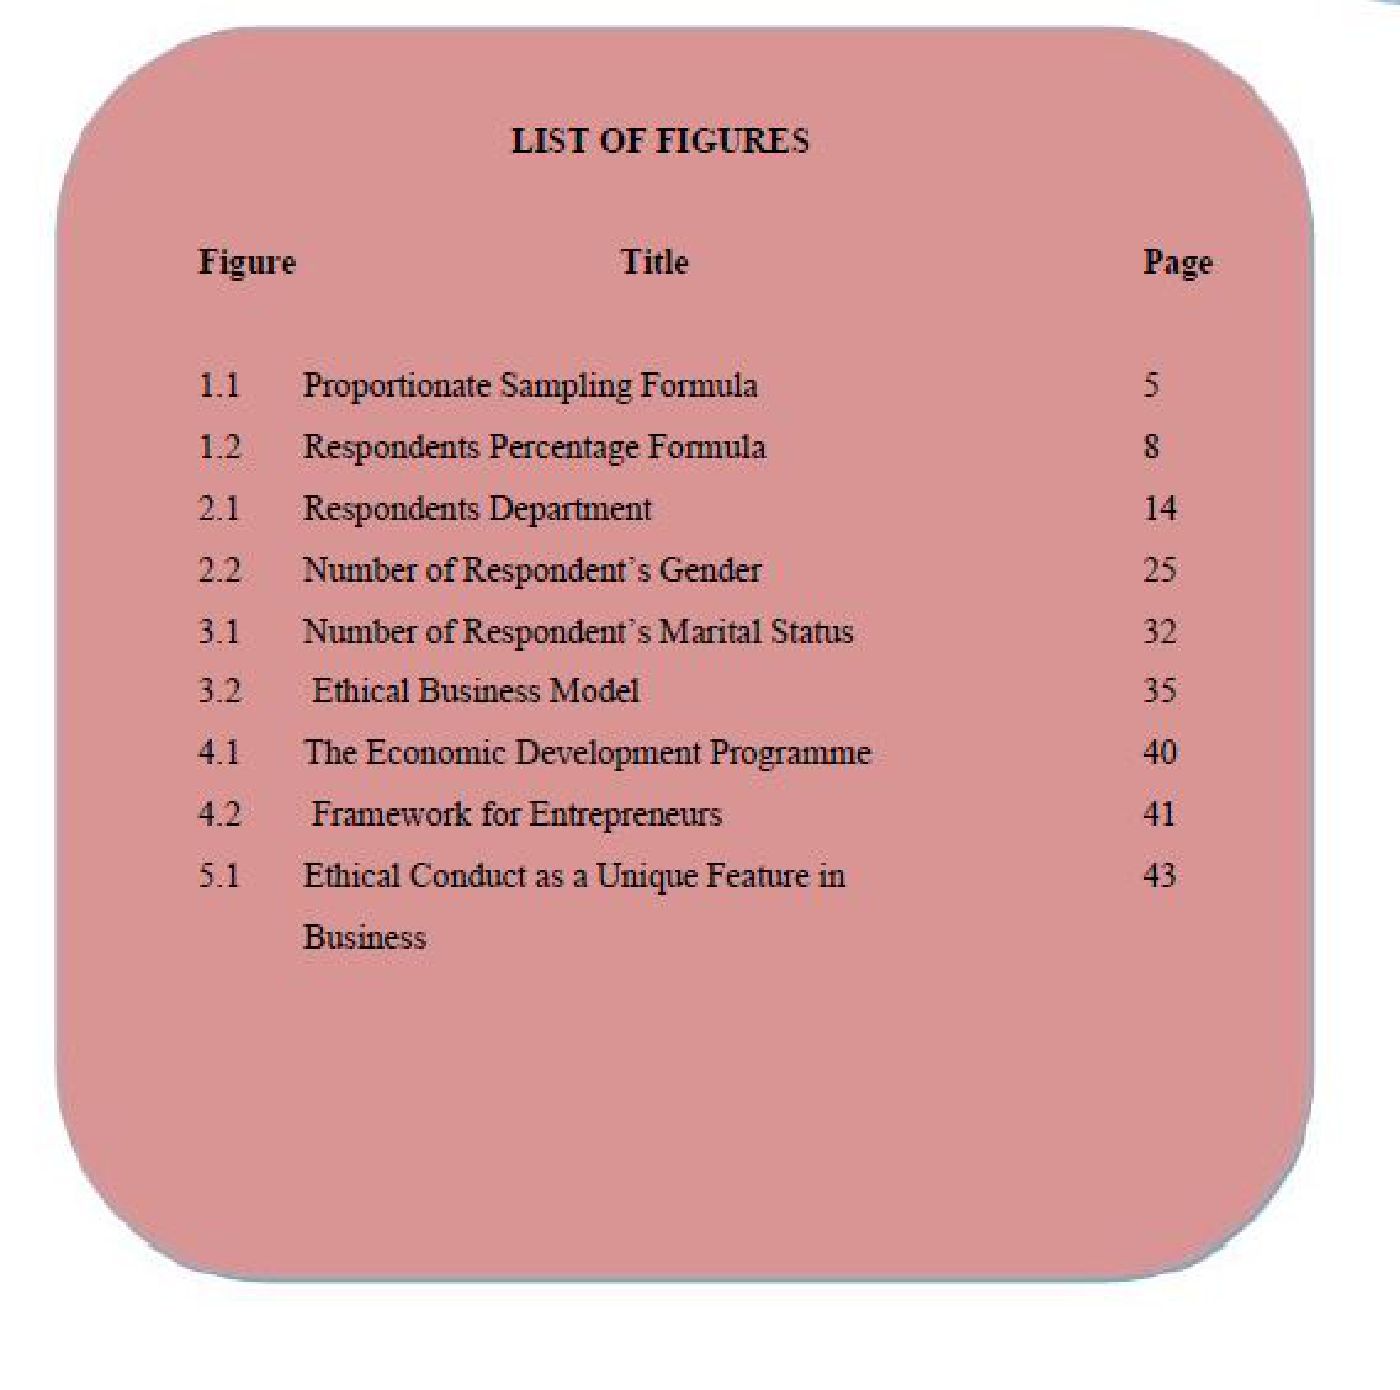 LIST OF FIGURES
Figure Title Page
1.1 Proportionate Sampling Formula 5
1.2 Respondents Percentage Formula 8
2.1 Respondents Department 14
2.2 Number of Respondent’s Gender 25
3.1 Number of Respondent’s Marital Status 32
3.2 Ethical Business Model 35
4.1 The Economic Development Programme 40
4.2 Framework for Entrepreneurs 41
5.1 Ethical Conduct as a Unique Feature in 43
Business